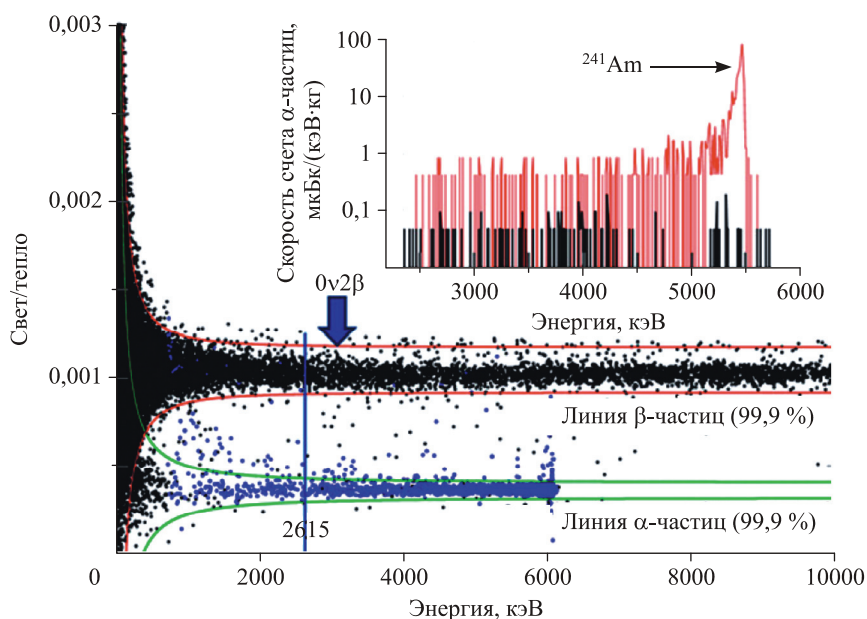 0,003
0,002
0,001
Свет/тепло
0
2000
4000
6000
8000
10000
Энергия, кэВ
0ν2β
2615
Линия β-частиц (99,9 %)
Линия α-частиц (99,9 %)
Скорость счета α-частиц,
мкБк/(кэВ·кг)
100
10
1
0,1
²⁴¹Am
3000
4000
5000
6000
Энергия, кэВ